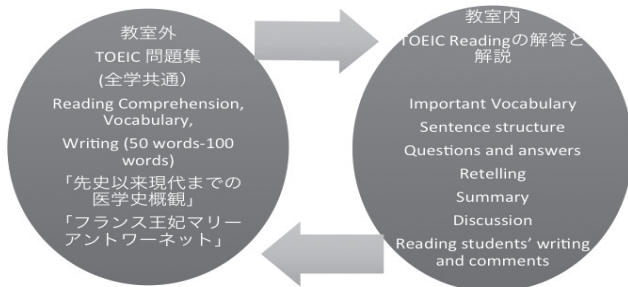 教室外
TOEIC 問題集
(全学共通）
Reading Comprehension,
Vocabulary,
Writing (50 words-100
words)
「先史以来現代までの
医学史概観」
「フランス王妃マリー
アントワーネット」
教室内
TOEIC Readingの解答と
解説
Important Vocabulary
Sentence structure
Questions and answers
Retelling
Summary
Discussion
Reading students’ writing
and comments